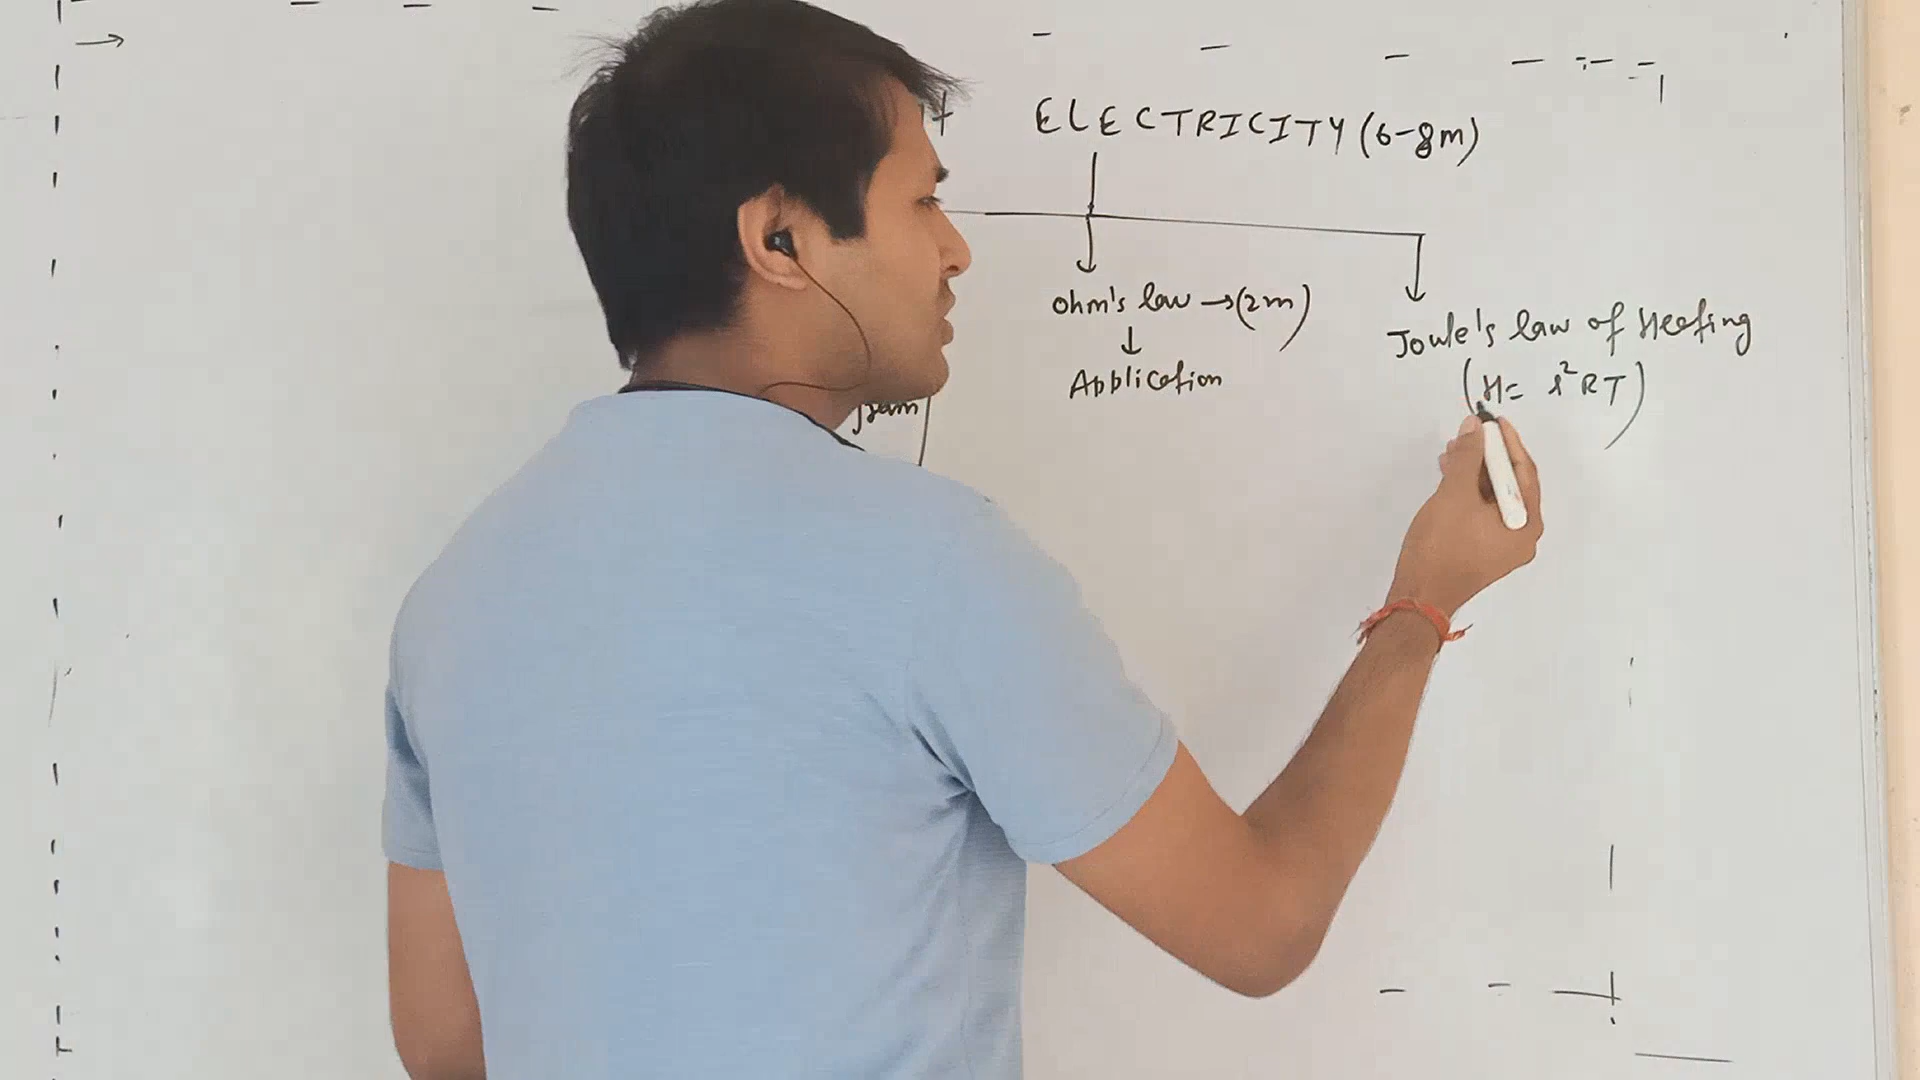 ELECTRICITY (6-8m)
Ohm's law → (2m)
↓
Application
Joule's law of Heating
(H= I²RT)